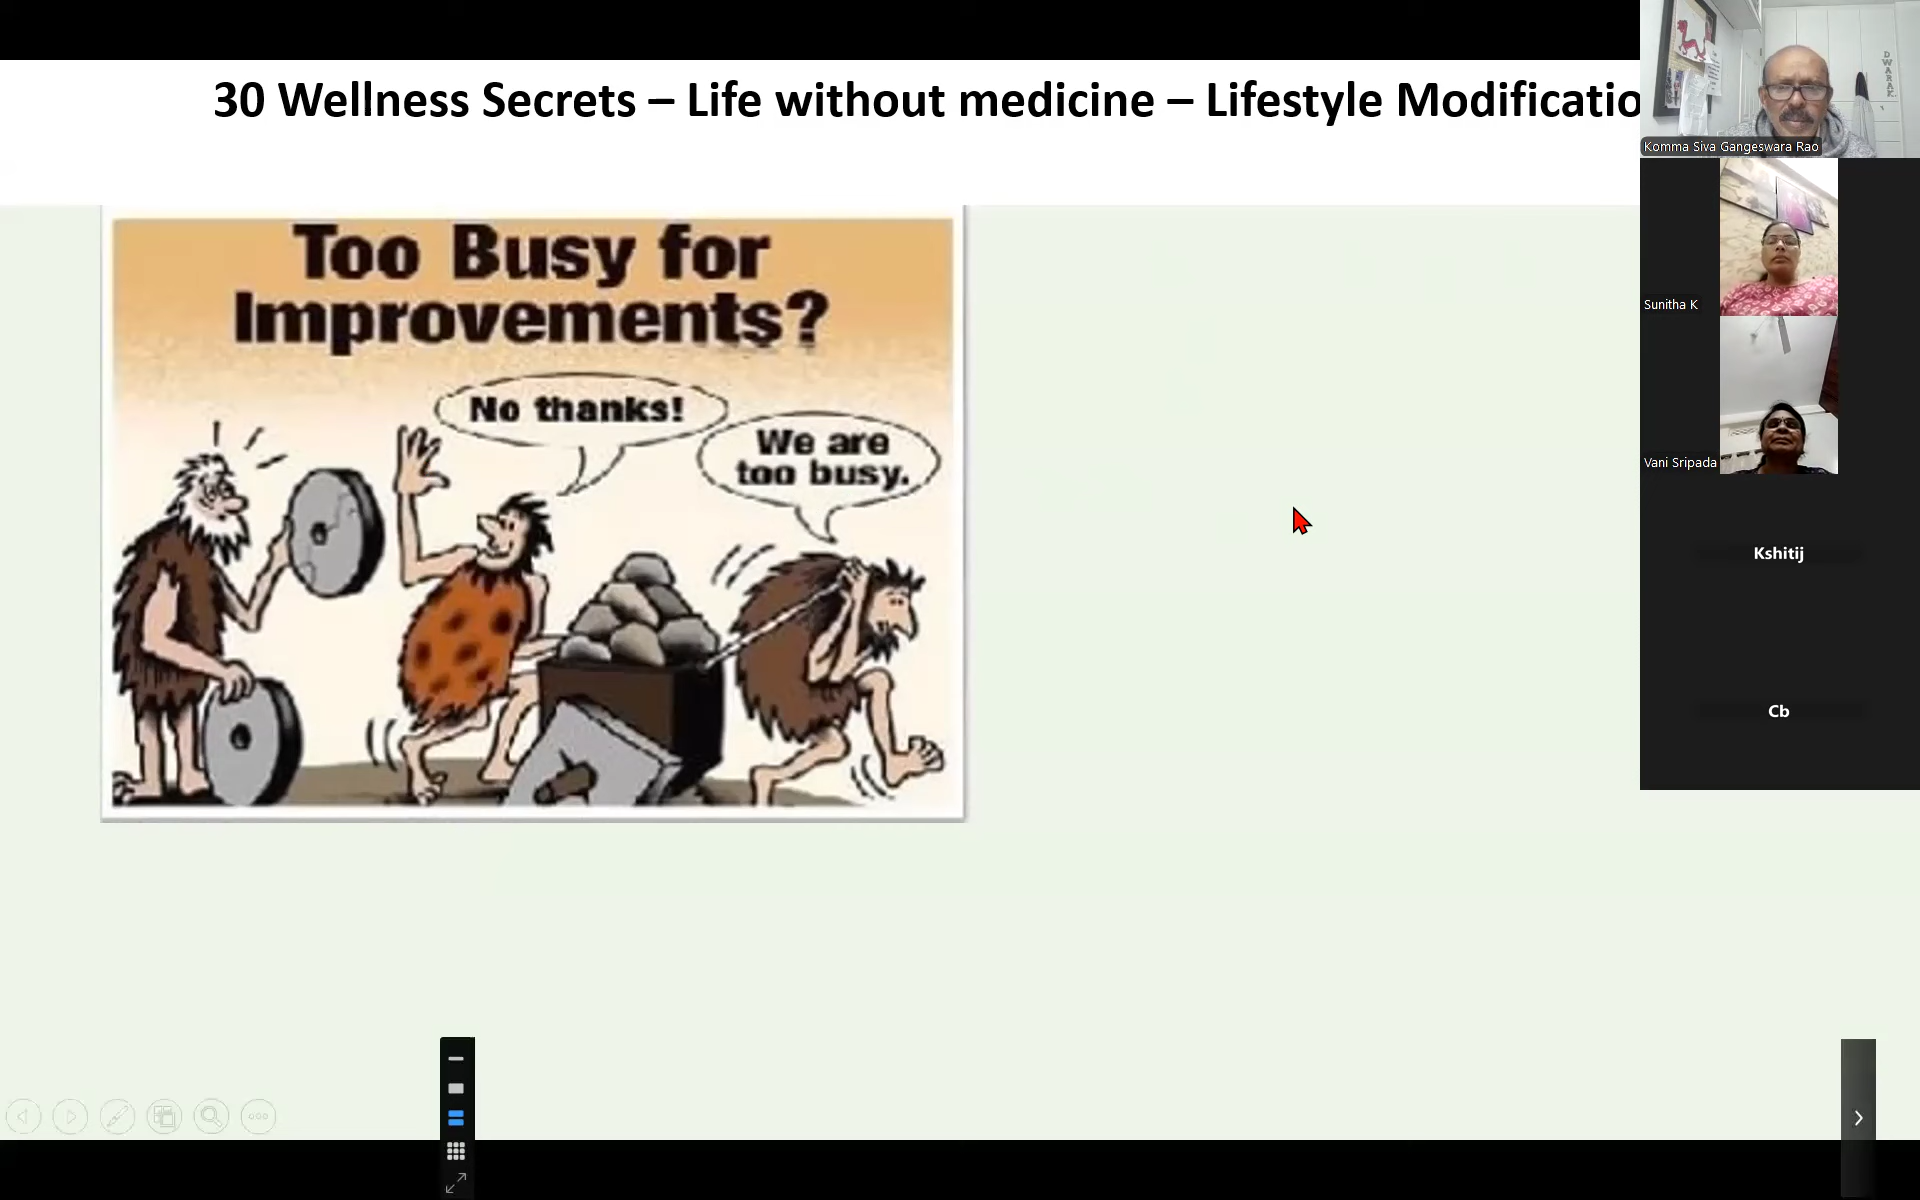 30 Wellness Secrets – Life without medicine – Lifestyle Modificatio
Too Busy for
Improvements?
No thanks!
We are
too busy.
DWARAK
Komma Siva Gangeswara Rao
Sunitha K
Vani Sripada
Kshitij
Cb